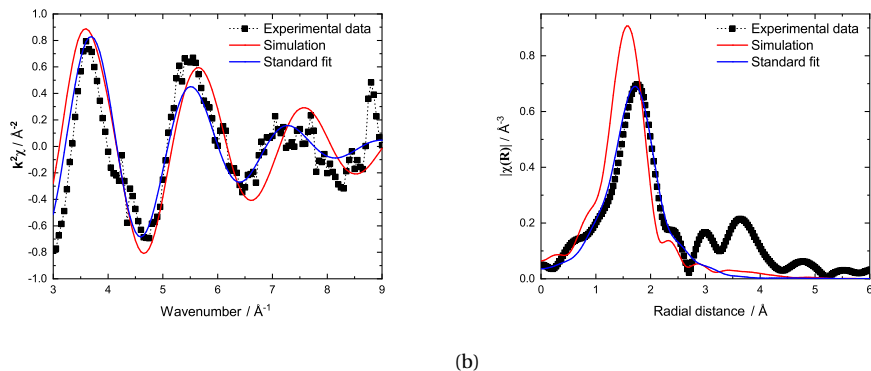 1.0
0.8
0.6
0.4
0.2
0.0
-0.2
-0.4
-0.6
-0.8
-1.0
k²χ / Å⁻²
3 4 5 6 7 8 9
Wavenumber / Å⁻¹
Experimental data
Simulation
Standard fit
0.8
0.6
0.4
0.2
0.0
|χ(R)| / Å⁻³
0 1 2 3 4 5 6
Radial distance / Å
Experimental data
Simulation
Standard fit
(b)